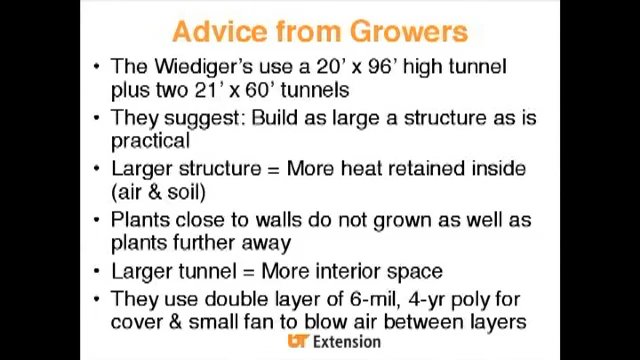 Advice from Growers
• The Wiediger's use a 20' x 96' high tunnel
plus two 21' x 60' tunnels
• They suggest: Build as large a structure as is
practical
• Larger structure = More heat retained inside
(air & soil)
• Plants close to walls do not grown as well as
plants further away
• Larger tunnel = More interior space
• They use double layer of 6-mil, 4-yr poly for
cover & small fan to blow air between layers
UT Extension